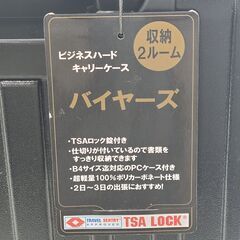 収納
2ルーム
ビジネスハード
キャリーケース
バイヤーズ
・TSAロック錠付き
・仕切りが付いているので書類を
すっきり収納できます
・B4サイズ迄対応のPCケース付き
・超軽量100%ポリカーボネート仕様
・2日～3日の出張におすすめ!
TRAVEL SENTRY
APPROVED
TSA LOCK